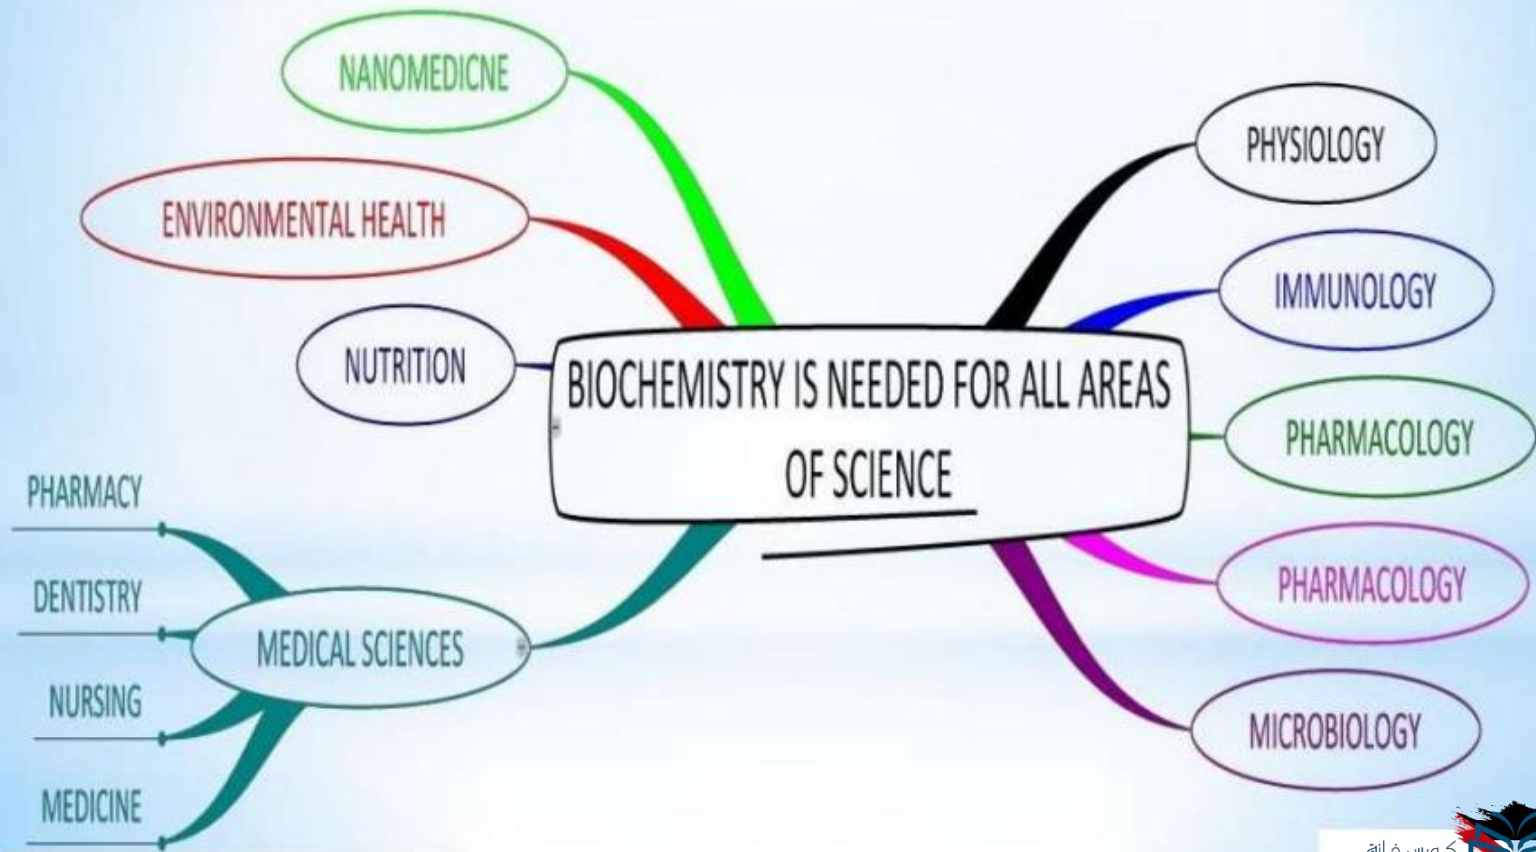 NANOMEDICNE
ENVIRONMENTAL HEALTH
NUTRITION
BIOCHEMISTRY IS NEEDED FOR ALL AREAS
OF SCIENCE
PHYSIOLOGY
IMMUNOLOGY
PHARMACOLOGY
PHARMACOLOGY
MICROBIOLOGY
MEDICAL SCIENCES
PHARMACY
DENTISTRY
NURSING
MEDICINE